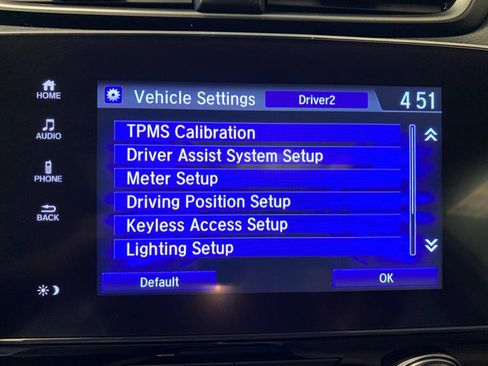 Vehicle Settings Driver2 4 51
HOME
TPMS Calibration
AUDIO
Driver Assist System Setup
Meter Setup
PHONE
Driving Position Setup
BACK
Keyless Access Setup
Lighting Setup
Default OK